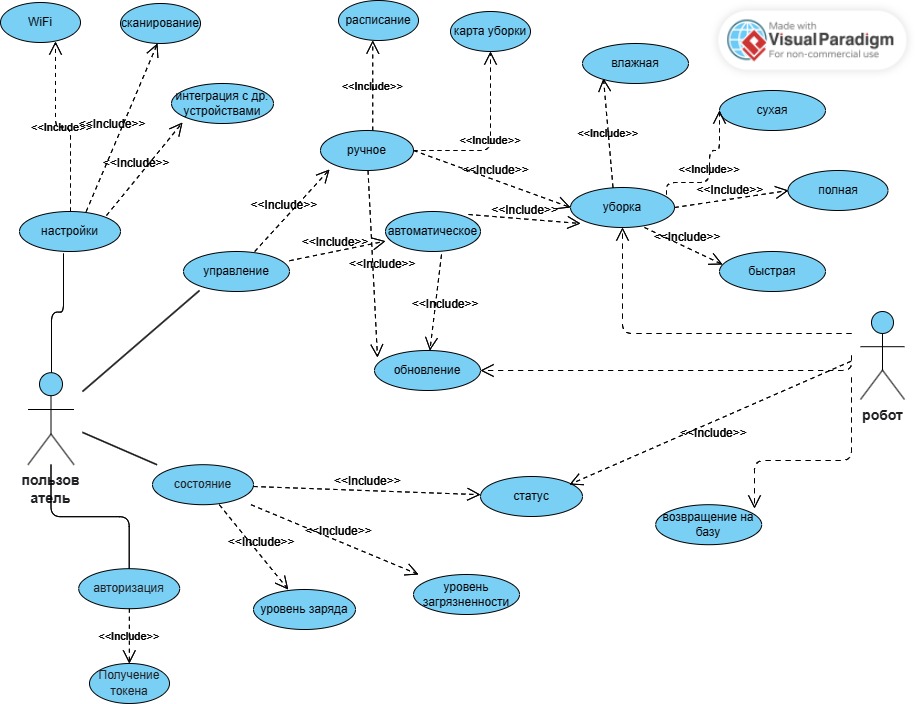 WiFi
сканирование
расписание
карта уборки
Made with
Visual Paradigm
For non-commercial use
влажная
интеграция с др.
устройствами
сухая
<<Include>>
<<Include>>
<<Include>>
<<Include>>
<<Include>>
<<Include>>
ручное
<<Include>>
<<Include>>
<<Include>>
полная
<<Include>>
<<Include>>
<<Include>>
уборка
настройки
автоматическое
<<Include>>
<<Include>>
<<Include>>
управление
быстрая
<<Include>>
обновление
робот
<<Include>>
пользов
атель
состояние
<<Include>>
статус
возвращение на
базу
<<Include>>
<<Include>>
авторизация
уровень заряда
уровень
загрязненности
<<Include>>
Получение
токена